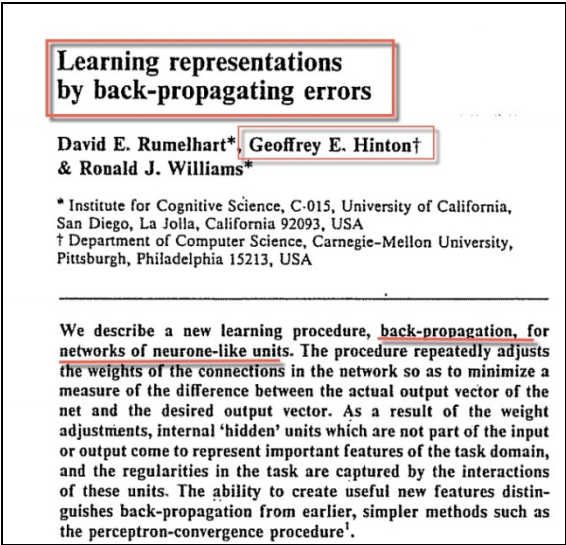 Learning representations
by back-propagating errors
David E. Rumelhart*, Geoffrey E. Hinton†
& Ronald J. Williams*
* Institute for Cognitive Science, C-015, University of California,
San Diego, La Jolla, California 92093, USA
† Department of Computer Science, Carnegie-Mellon University,
Pittsburgh, Philadelphia 15213, USA
We describe a new learning procedure, back-propagation, for
networks of neurone-like units. The procedure repeatedly adjusts
the weights of the connections in the network so as to minimize a
measure of the difference between the actual output vector of the
net and the desired output vector. As a result of the weight
adjustments, internal ‘hidden’ units which are not part of the input
or output come to represent important features of the task domain,
and the regularities in the task are captured by the interactions
of these units. The ability to create useful new features distin-
guishes back-propagation from earlier, simpler methods such as
the perceptron-convergence procedure¹.